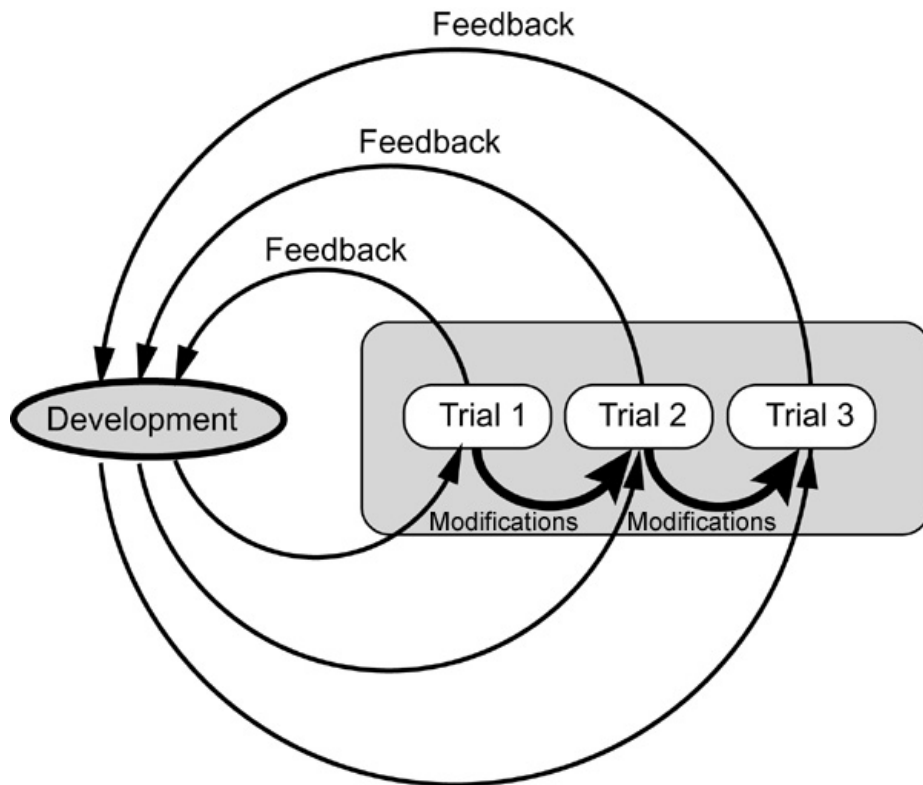 Feedback
Feedback
Feedback
Development
Trial 1
Trial 2
Trial 3
Modifications
Modifications